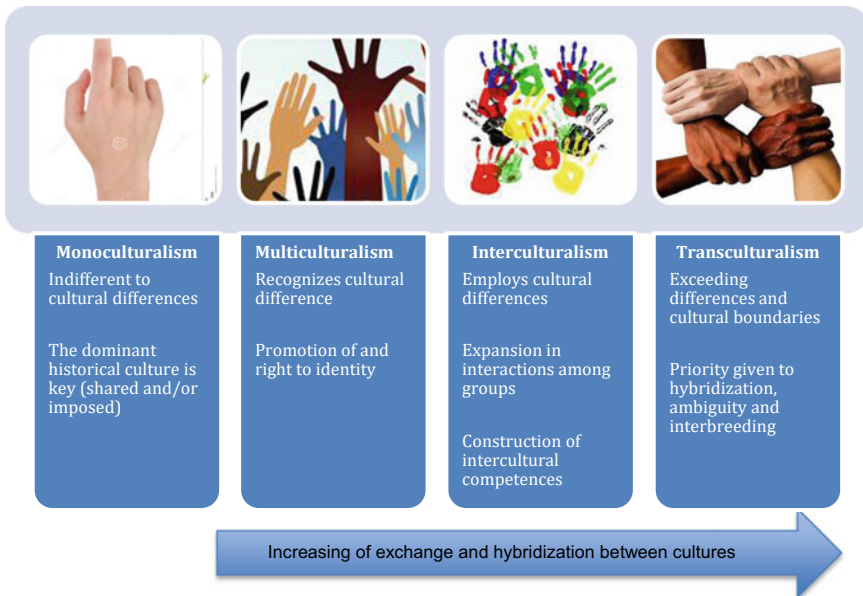 Monoculturalism
Indifferent to
cultural differences
The dominant
historical culture is
key (shared and/or
imposed)
Multiculturalism
Recognizes cultural
difference
Promotion of and
right to identity
Interculturalism
Employs cultural
differences
Expansion in
interactions among
groups
Construction of
intercultural
competences
Transculturalism
Exceeding
differences and
cultural boundaries
Priority given to
hybridization,
ambiguity and
interbreeding
Increasing of exchange and hybridization between cultures